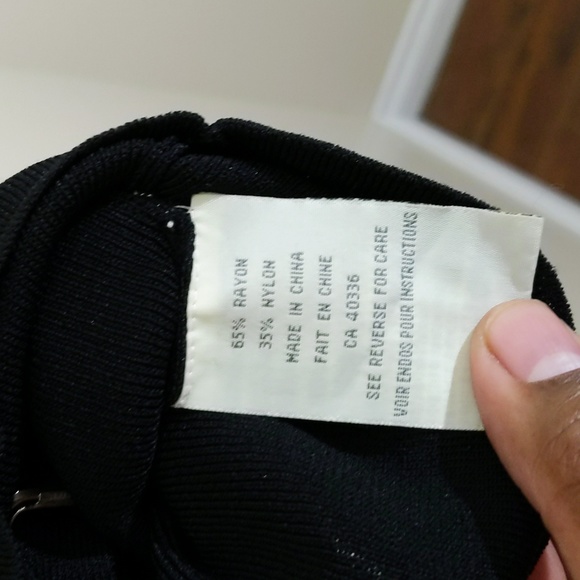 65% RAYON
35% NYLON
MADE IN CHINA
FAIT EN CHINE
CA 40336
SEE REVERSE FOR CARE
VOIR ENDOS POUR INSTRUCTIONS